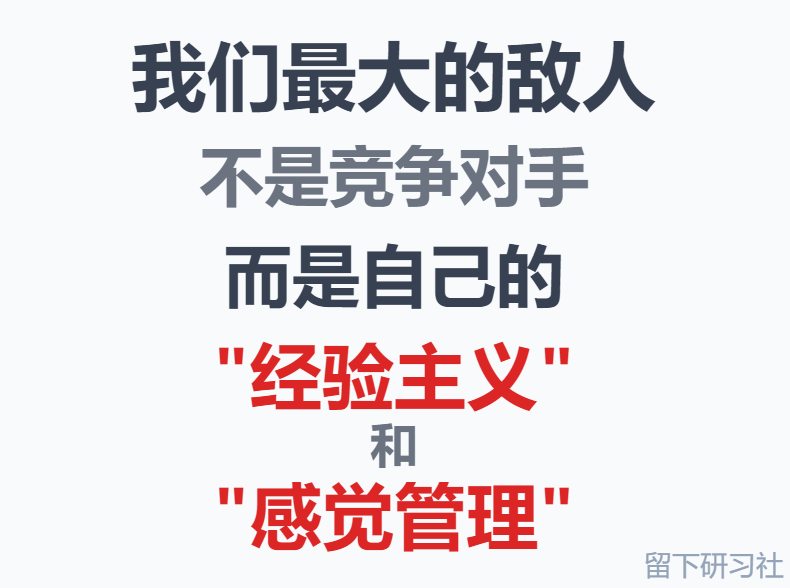 我们最大的敌人
不是竞争对手
而是自己的
"经验主义"
和
"感觉管理"
留下研习社